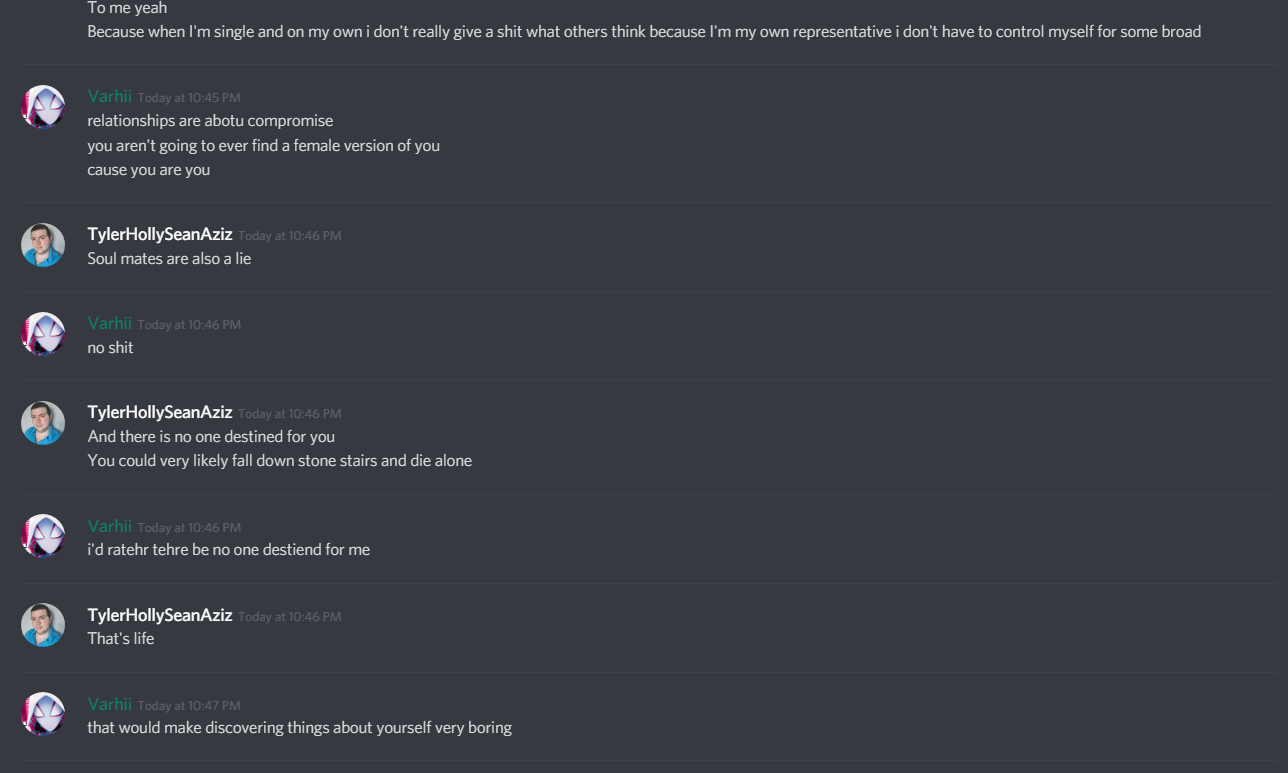 To me yeah
Because when I'm single and on my own i don't really give a shit what others think because I'm my own representative i don't have to control myself for some broad
Varhii Today at 10:45 PM
relationships are abotu compromise
you aren't going to ever find a female version of you
cause you are you
TylerHollySeanAziz Today at 10:46 PM
Soul mates are also a lie
Varhii Today at 10:46 PM
no shit
TylerHollySeanAziz Today at 10:46 PM
And there is no one destined for you
You could very likely fall down stone stairs and die alone
Varhii Today at 10:46 PM
i'd ratehr tehre be no one destiend for me
TylerHollySeanAziz Today at 10:46 PM
That's life
Varhii Today at 10:47 PM
that would make discovering things about yourself very boring